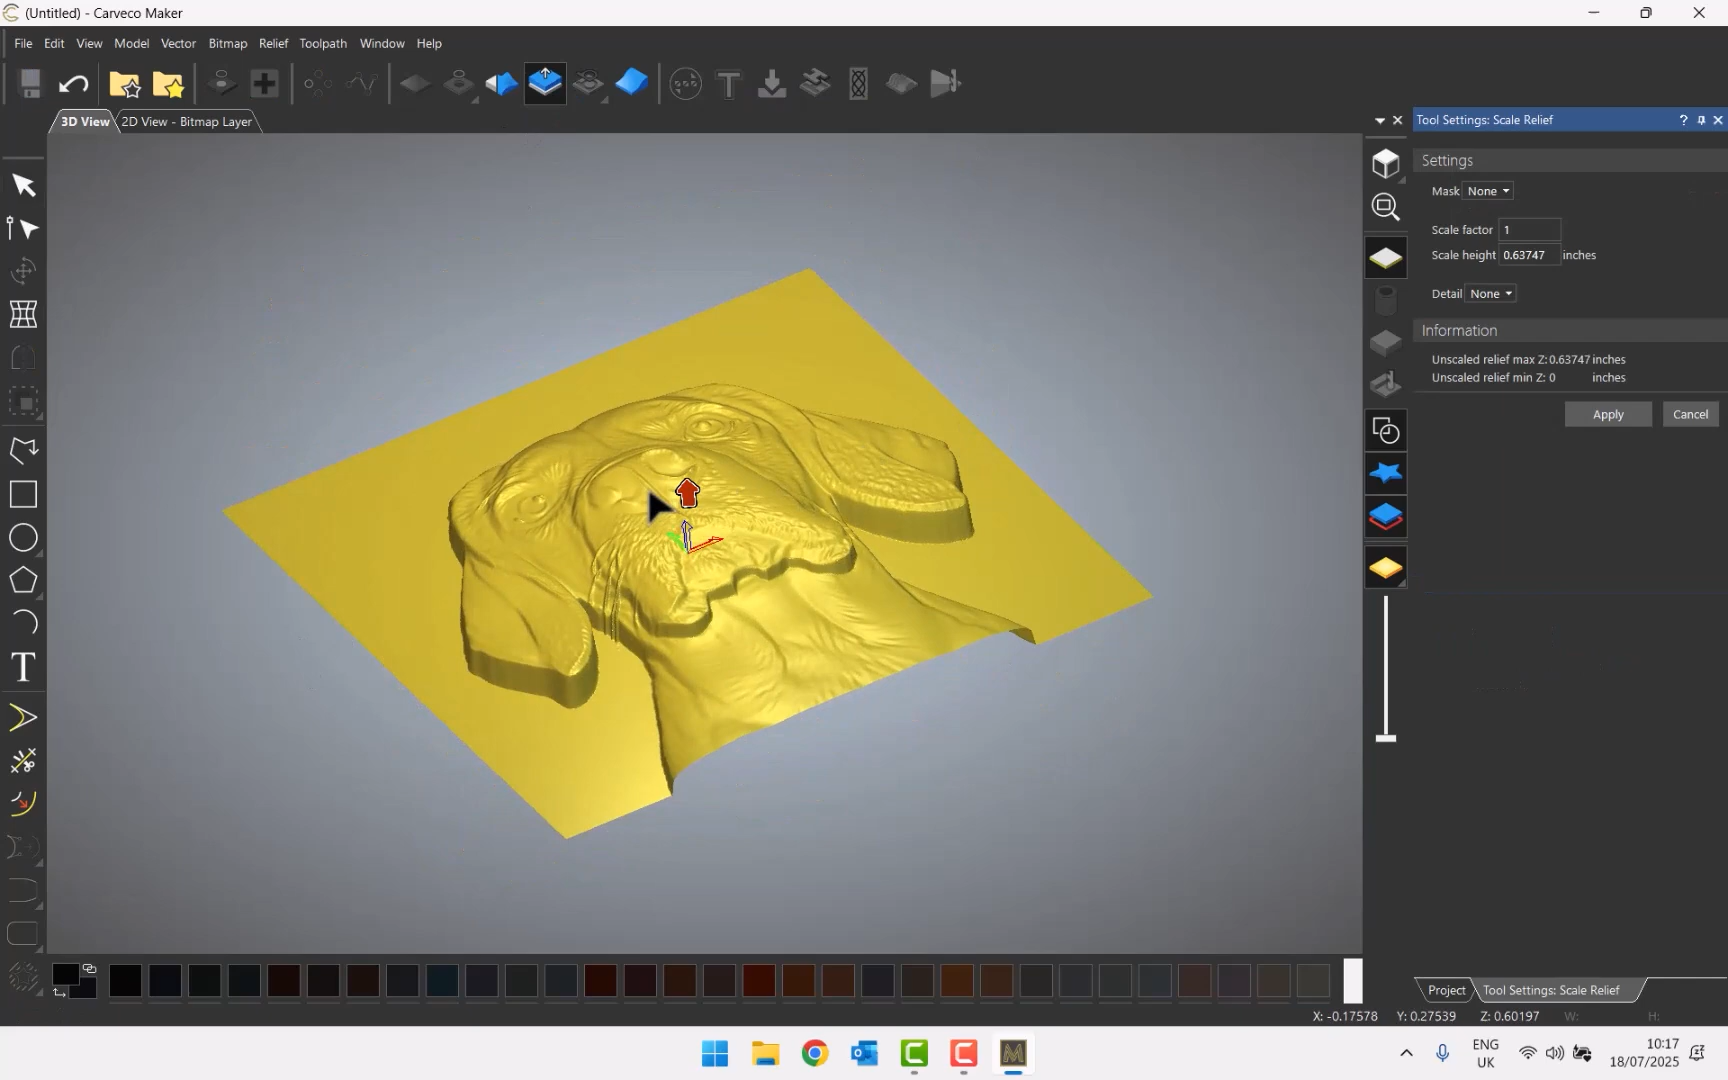 (Untitled) - Carveco Maker
File Edit View Model Vector Bitmap Relief Toolpath Window Help
3D View
2D View - Bitmap Layer
Tool Settings: Scale Relief
Settings
Mask None
Scale factor 1
Scale height 0.63747 inches
Detail None
Information
Unscaled relief max Z: 0.63747 inches
Unscaled relief min Z: 0 inches
Apply Cancel
Project Tool Settings: Scale Relief
X: -0.17578 Y: 0.27539 Z: 0.60197 W: H:
ENG
UK
10:17
18/07/2025